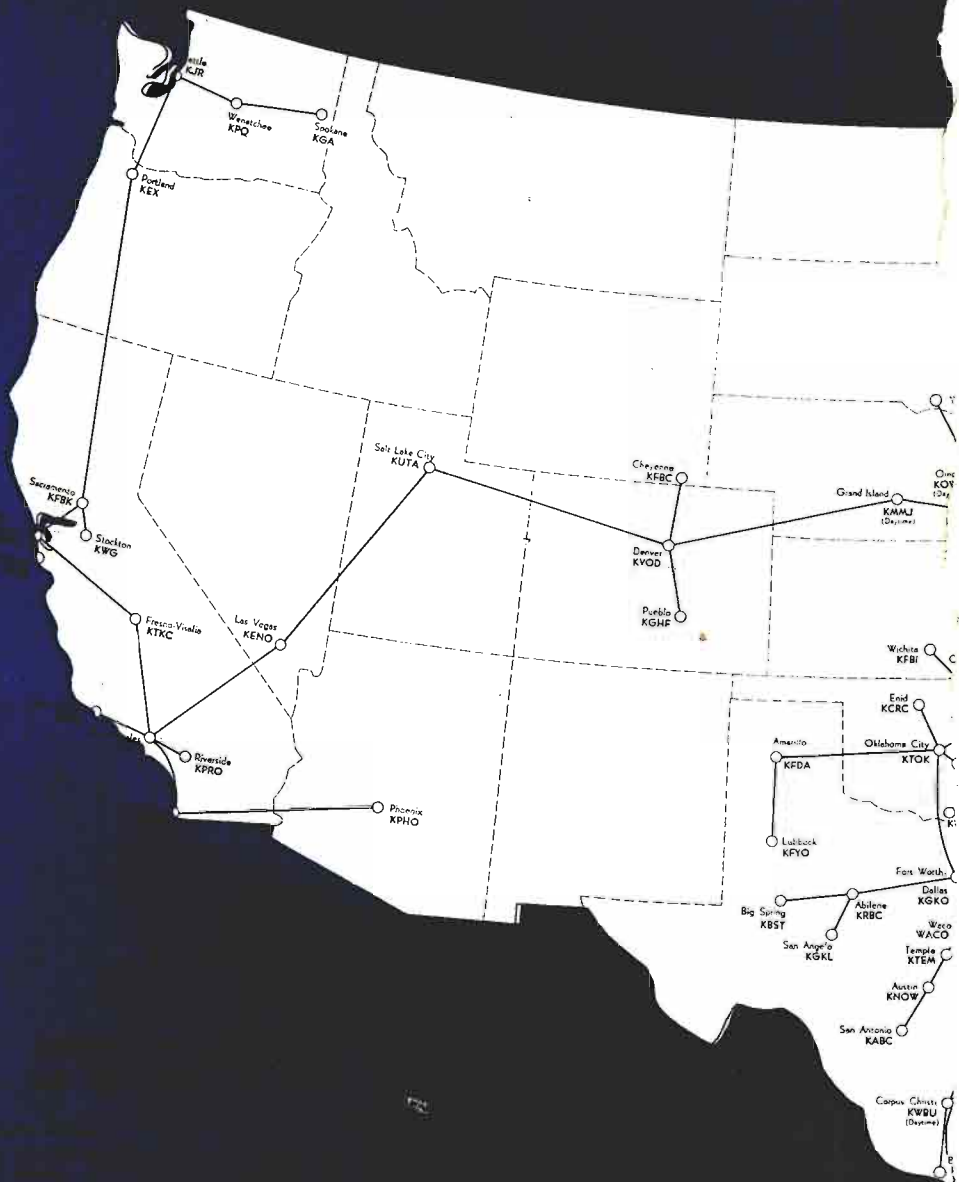 KJR
Wenatchee
KPQ
Spokane
KGA
Portland
KEX
Salt Lake City
KUTA
Cheyenne
KFBC
Grand Island
KMMJ
(Daytime)
Sacramento
KFBK
Stockton
KWG
Denver
KVOD
Pueblo
KGHF
Fresno-Visalia
KTKC
Las Vegas
KENO
Wichita
KFBI
Enid
KCRC
Riverside
KPRO
Amarillo
KFDA
Oklahoma City
KTOK
Phoenix
KPHO
Lubbock
KFYO
Fort Worth-
Dallas
KGKO
Big Spring
KBST
Abilene
KRBC
San Angelo
KGKL
Waco
WACO
Temple
KTEM
Austin
KNOW
San Antonio
KABC
Corpus Christi
KWBU
(Daytime)